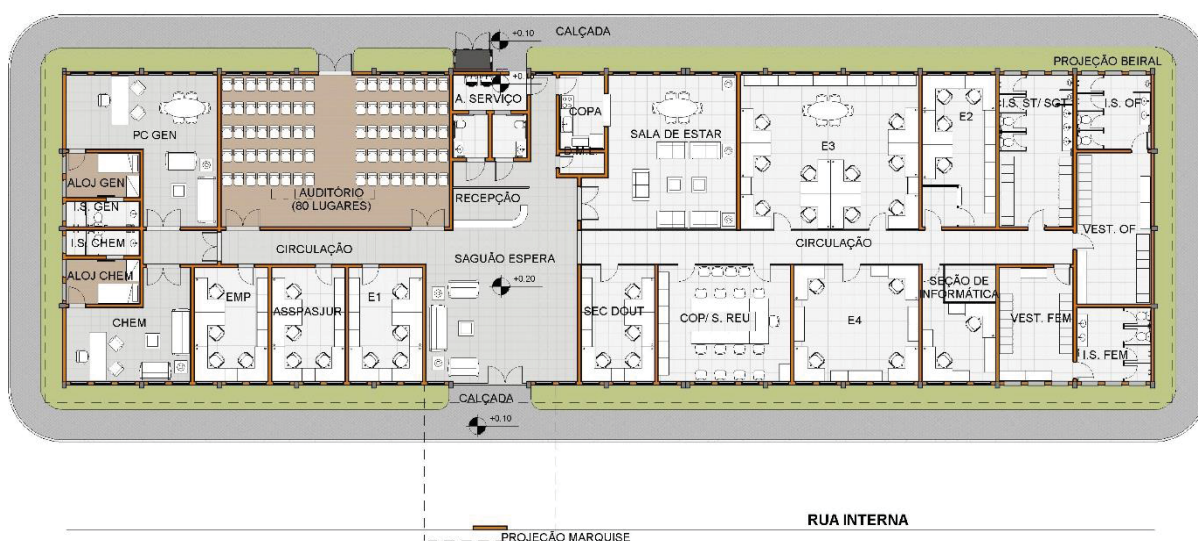 +0.10
CALÇADA
PROJEÇÃO BEIRAL
A. SERVIÇO
COPA
I.S. ST/ SGT
I.S. OF
PC GEN
SALA DE ESTAR
E3
E2
D.M.L.
ALOJ GEN
AUDITÓRIO
(80 LUGARES)
RECEPÇÃO
I.S. GEN
I.S. CHEM
CIRCULAÇÃO
CIRCULAÇÃO
VEST. OF
SAGUÃO ESPERA
ALOJ CHEM
+0.20
EMP
ASSPASJUR
E1
SEC DOUT
COP/ S. REU
E4
SEÇÃO DE
INFORMÁTICA
VEST. FEM
CHEM
I.S. FEM
CALÇADA
+0.10
RUA INTERNA
PROJEÇÃO MARQUISE